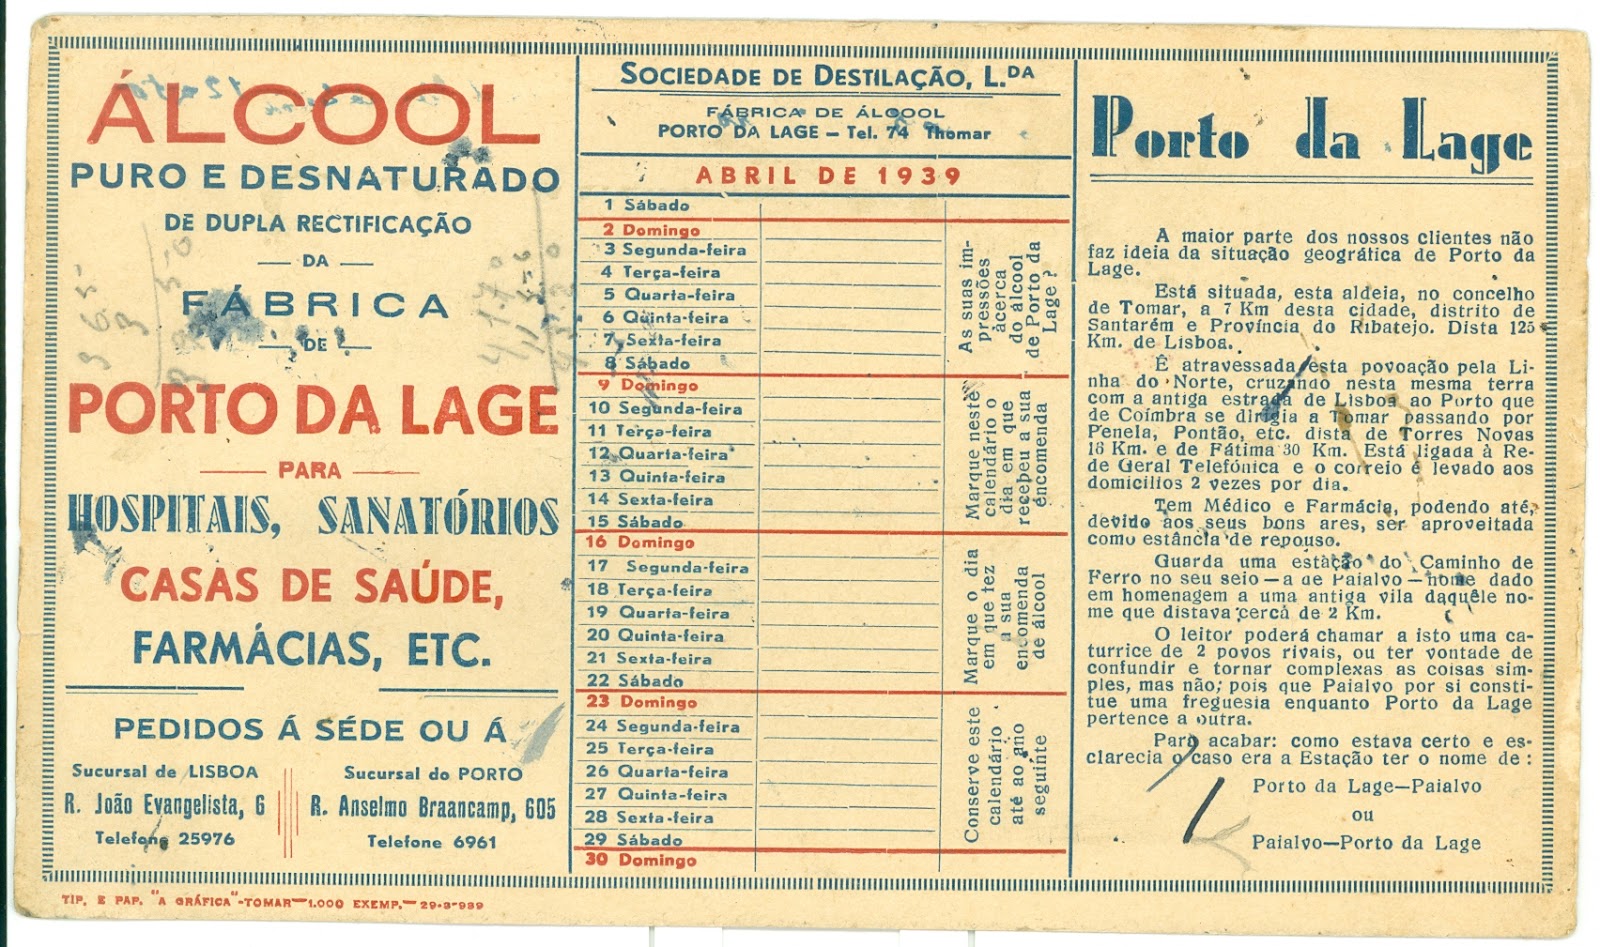 ÁLCOOL
PURO E DESNATURADO
DE DUPLA RECTIFICAÇÃO
DA
FÁBRICA
DE
PORTO DA LAGE
PARA
HOSPITAIS, SANATÓRIOS
CASAS DE SAÚDE,
FARMÁCIAS, ETC.
PEDIDOS Á SÉDE OU Á
Sucursal de LISBOA
R. João Evangelista, 6
Telefone 25976
Sucursal do PORTO
R. Anselmo Braancamp, 605
Telefone 6961
SOCIEDADE DE DESTILAÇÃO, L.DA
FÁBRICA DE ÁLCOOL
PORTO DA LAGE – Tel. 74 Thomar
ABRIL DE 1939
1 Sábado
2 Domingo
3 Segunda-feira
4 Terça-feira
5 Quarta-feira
6 Quinta-feira
7 Sexta-feira
8 Sábado
9 Domingo
10 Segunda-feira
11 Terça-feira
12 Quarta-feira
13 Quinta-feira
14 Sexta-feira
15 Sábado
16 Domingo
17 Segunda-feira
18 Terça-feira
19 Quarta-feira
20 Quinta-feira
21 Sexta-feira
22 Sábado
23 Domingo
24 Segunda-feira
25 Terça-feira
26 Quarta-feira
27 Quinta-feira
28 Sexta-feira
29 Sábado
30 Domingo
As suas im-
pressões
àcerca
do álcool
de Porto da
Lage ?
Marque neste
calendário o
dia em que
recebeu a sua
encomenda
Marque o dia
em que fez
a sua
encomenda
de álcool
Conserve este
calendário
até ao ano
seguinte
Porto da Lage
A maior parte dos nossos clientes não
faz ideia da situação geográfica de Porto da
Lage.
Está situada, esta aldeia, no concelho
de Tomar, a 7 Km desta cidade, distrito de
Santarém e Província do Ribatejo. Dista 125
Km. de Lisboa.
É atravessada esta povoação pela Li-
nha do Norte, cruzando nesta mesma terra
com a antiga estrada de Lisboa ao Porto que
de Coímbra se dirigia a Tomar passando por
Penela, Pontão, etc. dista de Torres Novas
18 Km. e de Fátima 30 Km. Está ligada à Re-
de Geral Telefónica e o correio é levado aos
domicílios 2 vezes por dia.
Tem Médico e Farmácia, podendo até,
devido aos seus bons ares, ser aproveitada
como estância de repouso.
Guarda uma estação do Caminho de
Ferro no seu seio — a de Paialvo — nome dado
em homenagem a uma antiga vila daquêle no-
me que distava cerca de 2 Km.
O leitor poderá chamar a isto uma ca-
turrice de 2 povos rivais, ou ter vontade de
confundir e tornar complexas as coisas sim-
ples, mas não; pois que Paialvo por si consti-
tue uma freguesia enquanto Porto da Lage
pertence a outra.
Para acabar: como estava certo e es-
clarecia o caso era a Estação ter o nome de :
Porto da Lage—Paialvo
ou
Paialvo—Porto da Lage
TIP. E PAP. "A GRÁFICA"-TOMAR—1.000 EXEMP.—29-3-939